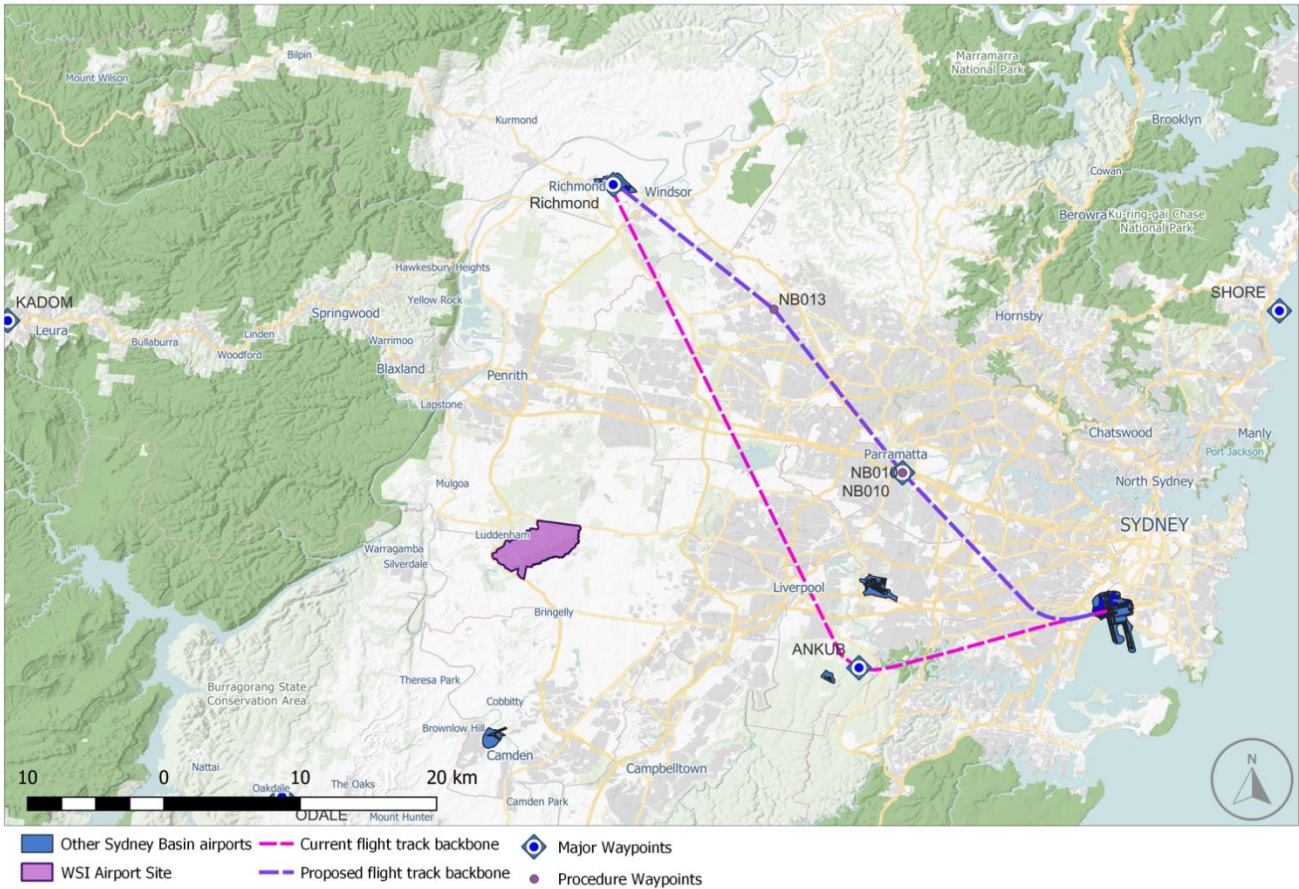 Bilpin
Mount Wilson
Marramarra
National Park
Kurmond
Brooklyn
Cowan
Richmond
Windsor
Richmond
Berowra
Ku-ring-gai Chase
National Park
Hawkesbury Heights
Yellow Rock
KADOM
Leura
Springwood
NB013
SHORE
Hornsby
Linden
Bullaburra
Woodford
Warrimoo
Blaxland
Penrith
Lapstone
Chatswood
Manly
Port Jackson
Parramatta
NB010
NB010
North Sydney
Mulgoa
SYDNEY
Luddenham
Warragamba
Silverdale
Liverpool
Bringelly
ANKUB
Theresa Park
Burragorang State
Conservation Area
Cobbitty
Brownlow Hill
Camden
Nattai
Campbelltown
N
10 0 10 20 km
Oakdale
The Oaks
Camden Park
ODALE
Mount Hunter
Other Sydney Basin airports
Current flight track backbone
Major Waypoints
WSI Airport Site
Proposed flight track backbone
Procedure Waypoints